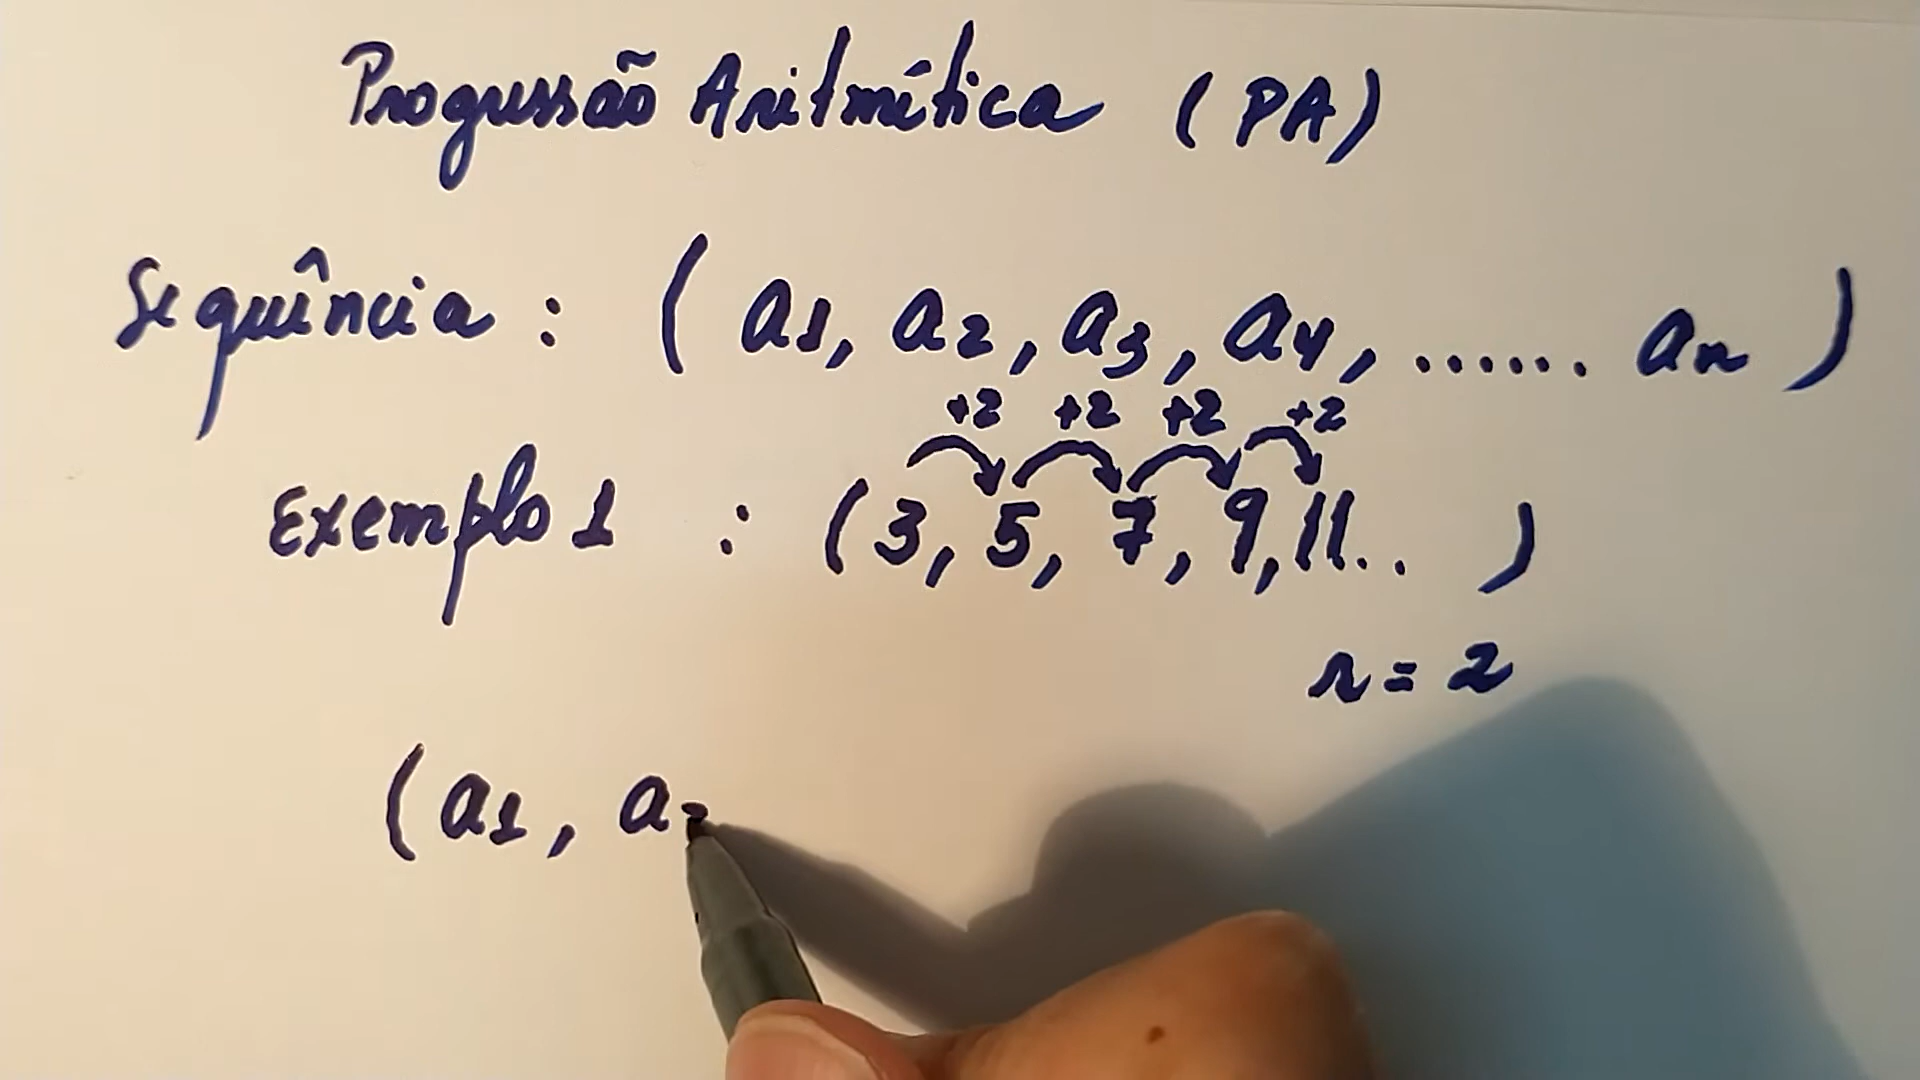 Progressão Aritmética (PA)
Sequência : ( a1, a2, a3, a4, ...... an )
+2 +2 +2 +2
Exemplo 1 : (3, 5, 7, 9, 11.. )
r = 2
(a1, a2